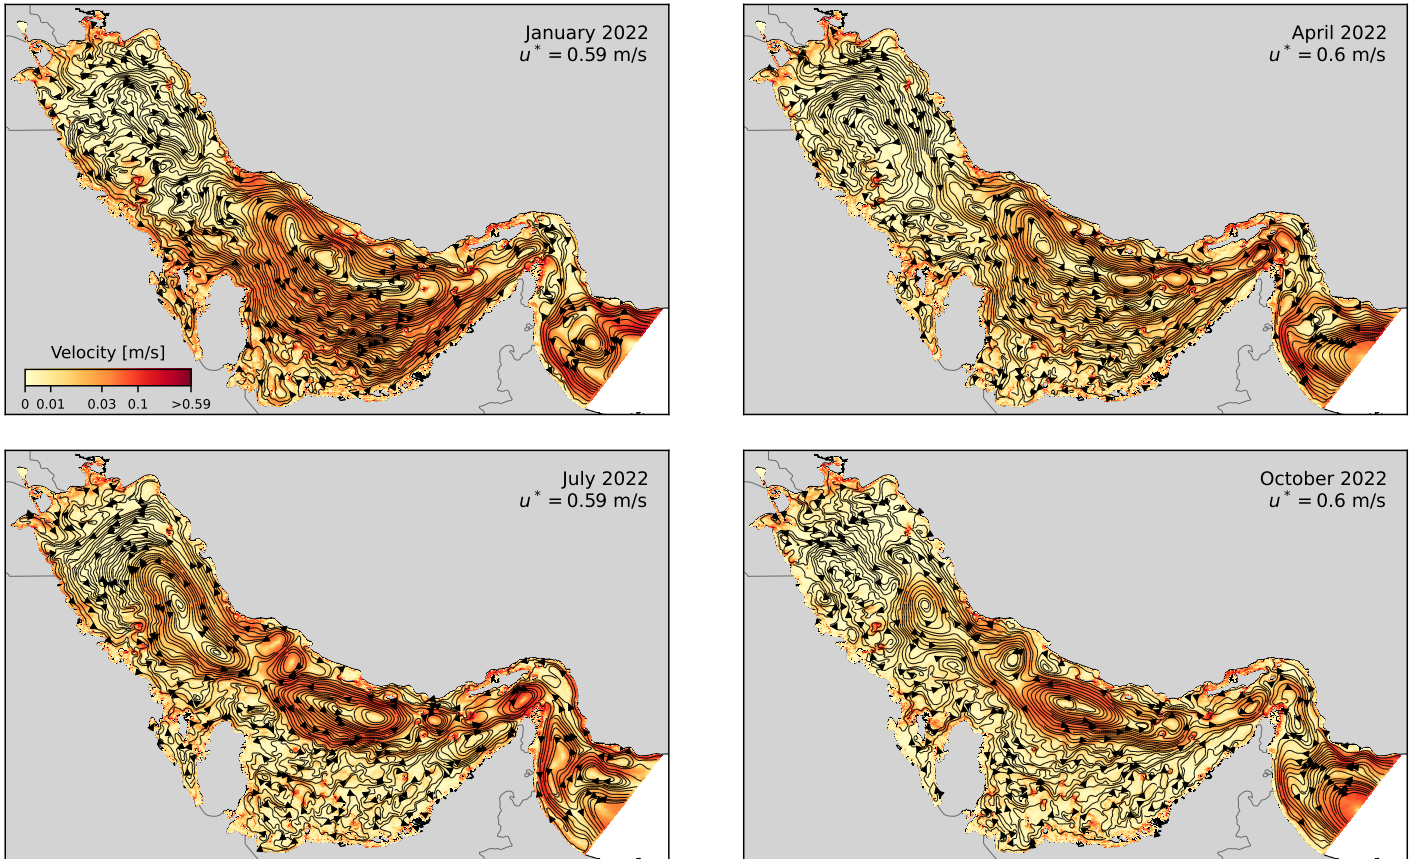 January 2022
u* = 0.59 m/s
Velocity [m/s]
0 0.01 0.03 0.1 >0.59
April 2022
u* = 0.6 m/s
July 2022
u* = 0.59 m/s
October 2022
u* = 0.6 m/s